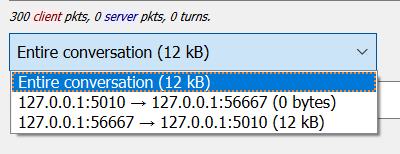 300 client pkts, 0 server pkts, 0 turns.
Entire conversation (12 kB)
Entire conversation (12 kB)
127.0.0.1:5010 → 127.0.0.1:56667 (0 bytes)
127.0.0.1:56667 → 127.0.0.1:5010 (12 kB)